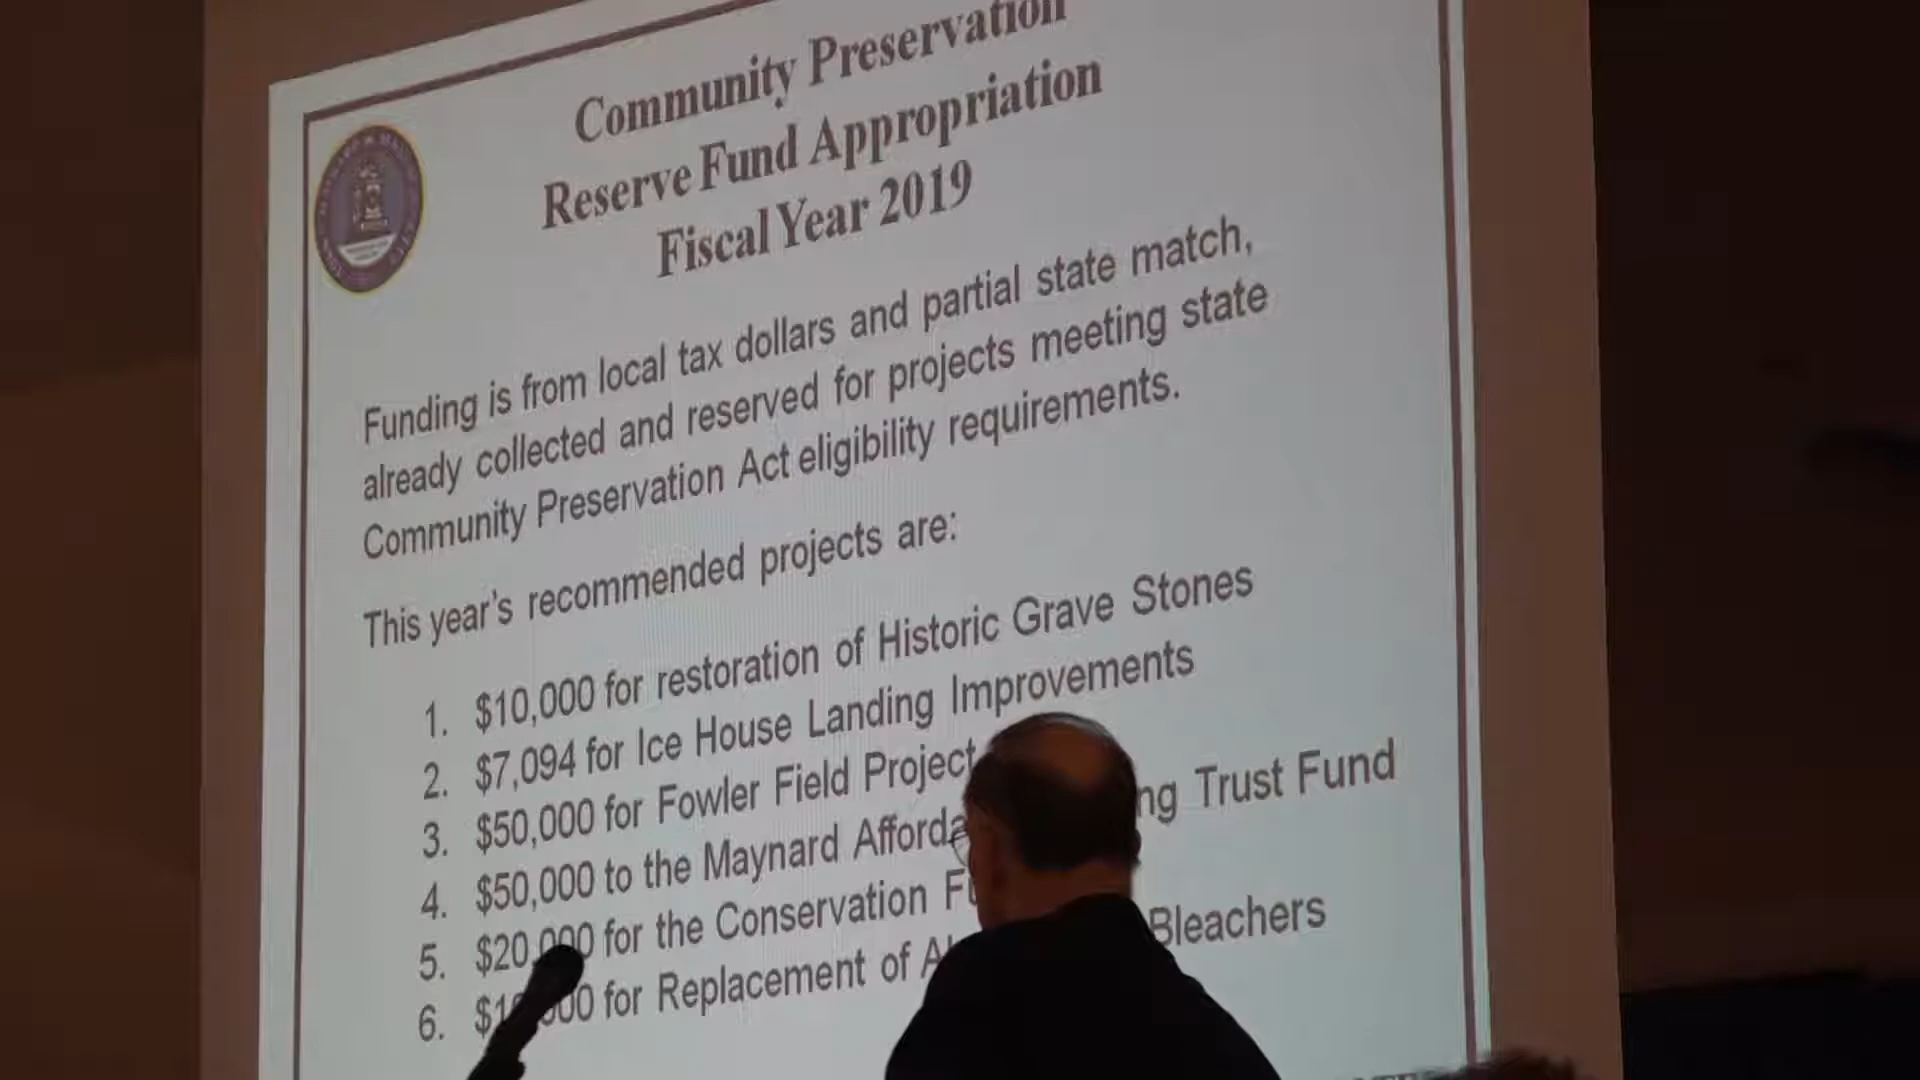 Community Preservation
Reserve Fund Appropriation
Fiscal Year 2019
Funding is from local tax dollars and partial state match,
already collected and reserved for projects meeting state
Community Preservation Act eligibility requirements.
This year's recommended projects are:
1. $10,000 for restoration of Historic Grave Stones
2. $7,094 for Ice House Landing Improvements
3. $50,000 for Fowler Field Project
4. $50,000 to the Maynard Trust Fund
5. $20,000 for the Conservation
6. for Replacement of Bleachers